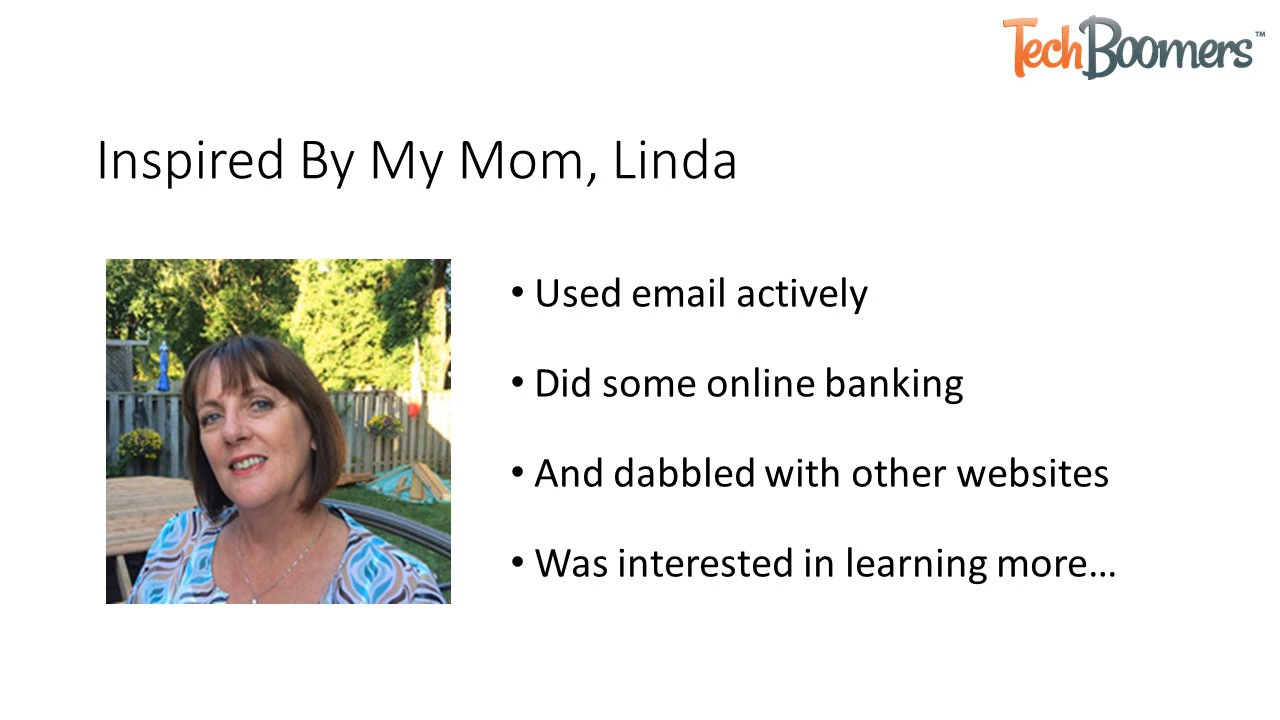 TechBoomers™
Inspired By My Mom, Linda
• Used email actively
• Did some online banking
• And dabbled with other websites
• Was interested in learning more…